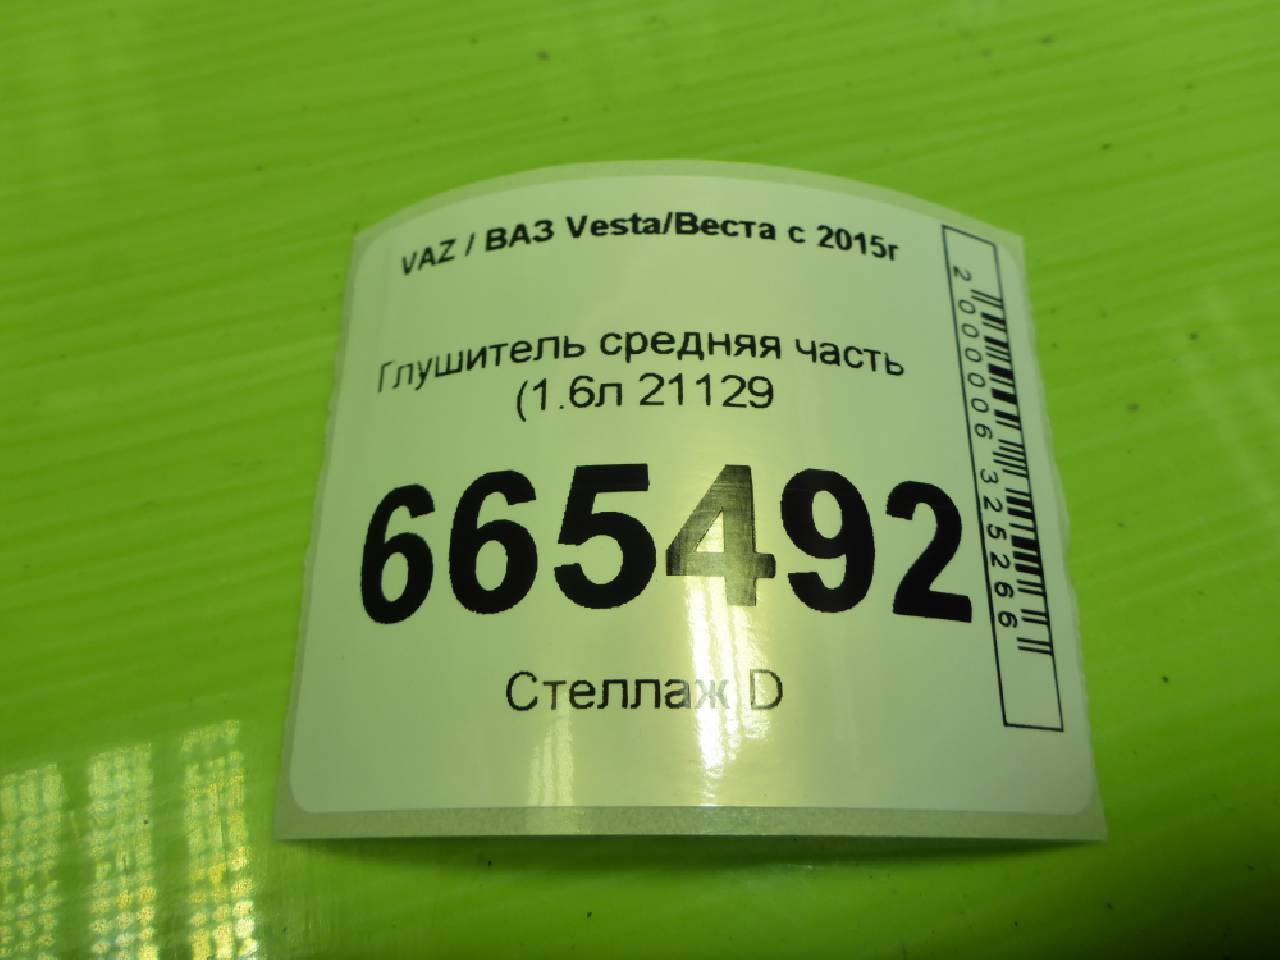 VAZ / ВАЗ Vesta/Веста с 2015г
Глушитель средняя часть
(1.6л 21129
665492
Стеллаж D
2000006325266